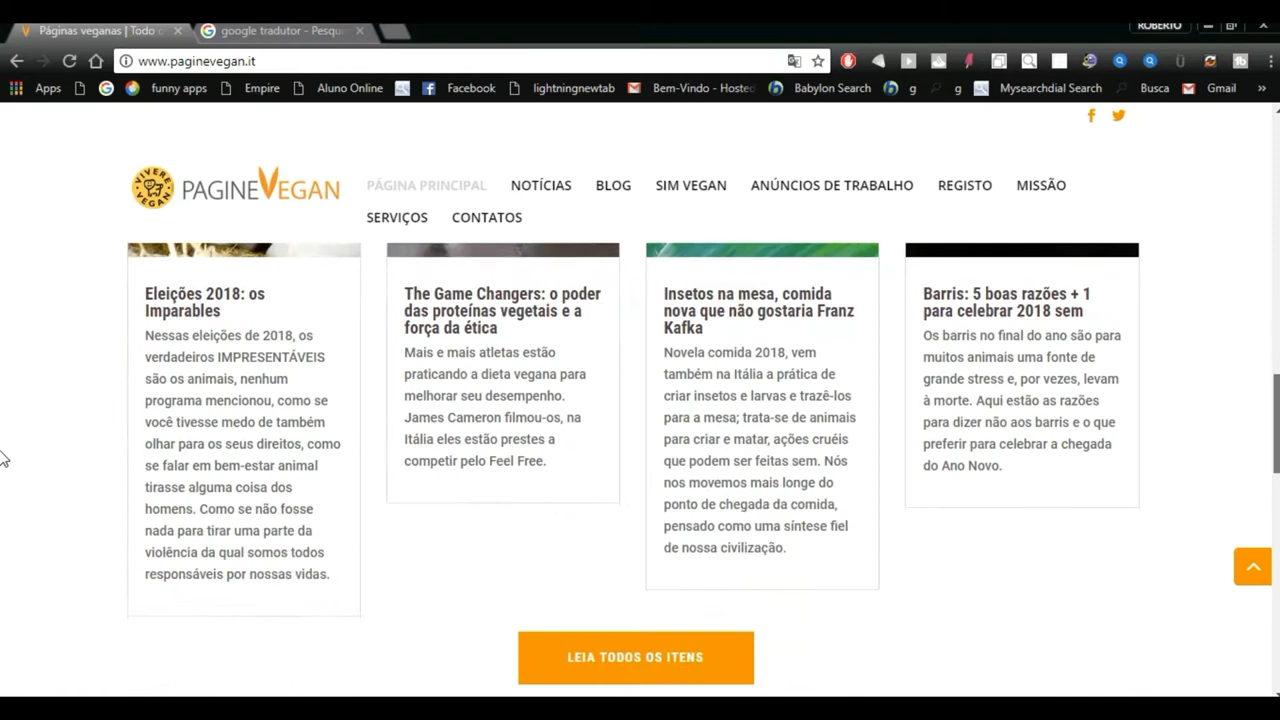 Páginas veganas | Todo
google tradutor - Pesqu
ROBERTO
www.paginevegan.it
Apps
funny apps
Empire
Aluno Online
Facebook
lightningnewtab
Bem-Vindo - Hosted
Babylon Search
g
g
Mysearchdial Search
Busca
Gmail
»
VIVERE VEGAN
PAGINEVEGAN
PÁGINA PRINCIPAL
NOTÍCIAS
BLOG
SIM VEGAN
ANÚNCIOS DE TRABALHO
REGISTO
MISSÃO
SERVIÇOS
CONTATOS
Eleições 2018: os
Imparables
Nessas eleições de 2018, os
verdadeiros IMPRESENTÁVEIS
são os animais, nenhum
programa mencionou, como se
você tivesse medo de também
olhar para os seus direitos, como
se falar em bem-estar animal
tirasse alguma coisa dos
homens. Como se não fosse
nada para tirar uma parte da
violência da qual somos todos
responsáveis por nossas vidas.
The Game Changers: o poder
das proteínas vegetais e a
força da ética
Mais e mais atletas estão
praticando a dieta vegana para
melhorar seu desempenho.
James Cameron filmou-os, na
Itália eles estão prestes a
competir pelo Feel Free.
Insetos na mesa, comida
nova que não gostaria Franz
Kafka
Novela comida 2018, vem
também na Itália a prática de
criar insetos e larvas e trazê-los
para a mesa; trata-se de animais
para criar e matar, ações cruéis
que podem ser feitas sem. Nós
nos movemos mais longe do
ponto de chegada da comida,
pensado como uma síntese fiel
de nossa civilização.
Barris: 5 boas razões + 1
para celebrar 2018 sem
Os barris no final do ano são para
muitos animais uma fonte de
grande stress e, por vezes, levam
à morte. Aqui estão as razões
para dizer não aos barris e o que
preferir para celebrar a chegada
do Ano Novo.
LEIA TODOS OS ITENS